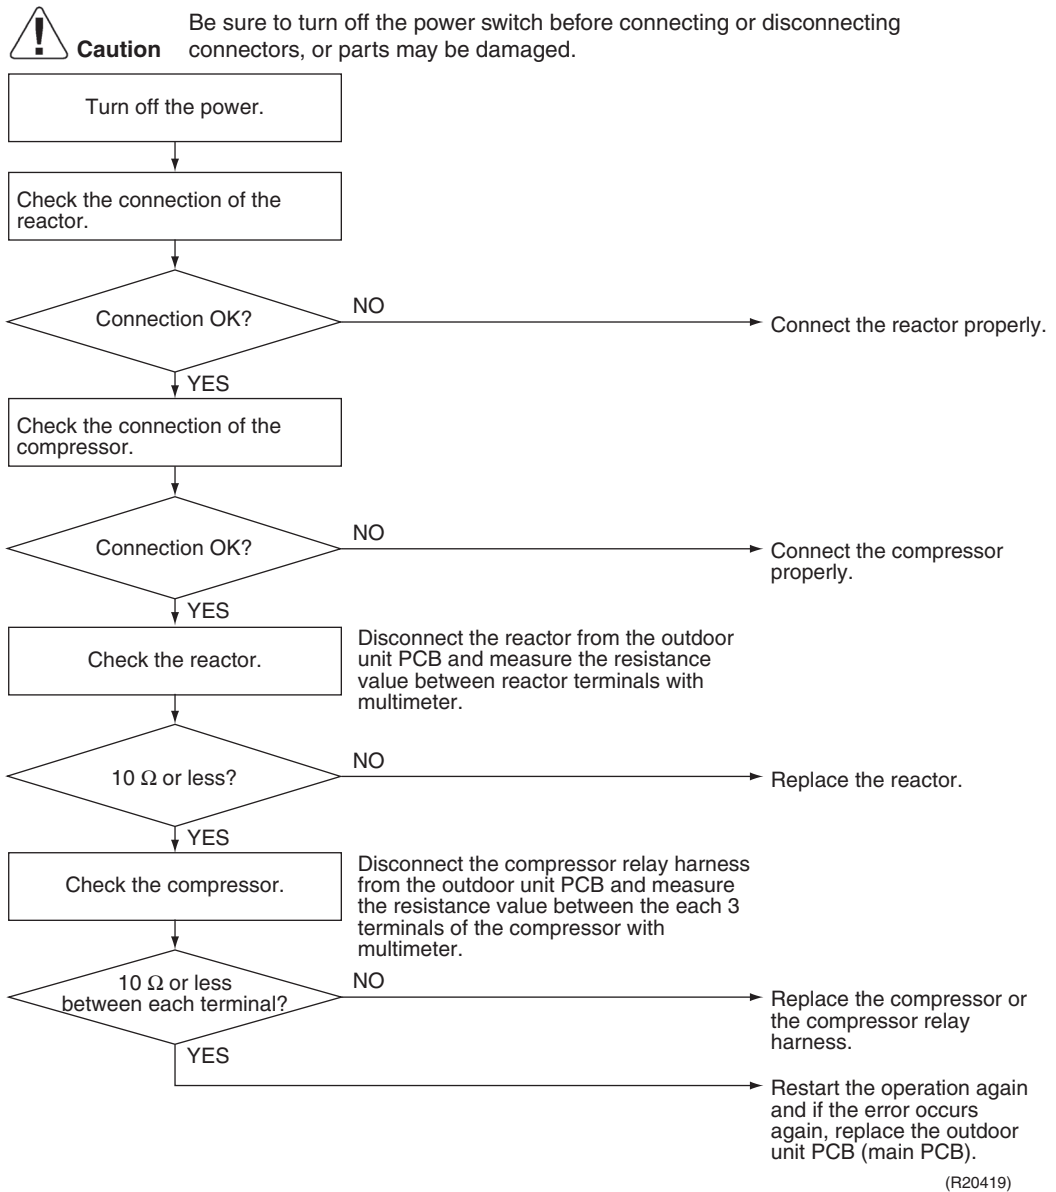 Caution
Be sure to turn off the power switch before connecting or disconnecting
connectors, or parts may be damaged.
Turn off the power.
Check the connection of the
reactor.
Connection OK?
NO
Connect the reactor properly.
YES
Check the connection of the
compressor.
Connection OK?
NO
Connect the compressor
properly.
YES
Check the reactor.
Disconnect the reactor from the outdoor
unit PCB and measure the resistance
value between reactor terminals with
multimeter.
10 Ω or less?
NO
Replace the reactor.
YES
Check the compressor.
Disconnect the compressor relay harness
from the outdoor unit PCB and measure
the resistance value between the each 3
terminals of the compressor with
multimeter.
10 Ω or less
between each terminal?
NO
Replace the compressor or
the compressor relay
harness.
YES
Restart the operation again
and if the error occurs
again, replace the outdoor
unit PCB (main PCB).
(R20419)